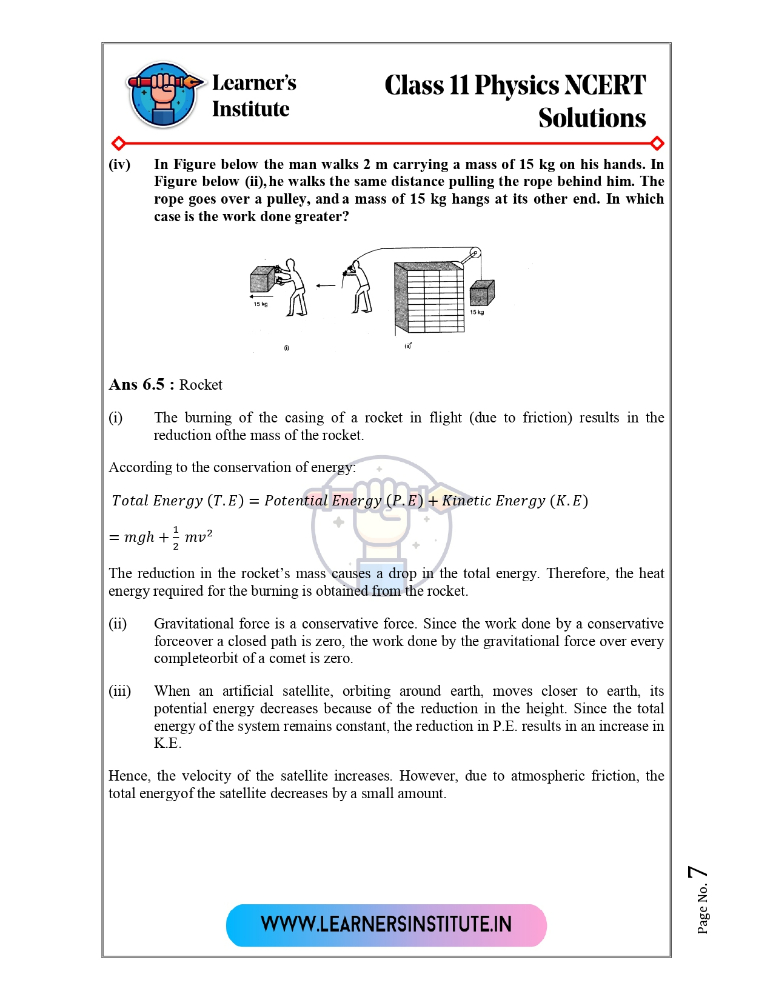 Learner's
Institute
Class 11 Physics NCERT
Solutions
(iv) In Figure below the man walks 2 m carrying a mass of 15 kg on his hands. In
Figure below (ii), he walks the same distance pulling the rope behind him. The
rope goes over a pulley, and a mass of 15 kg hangs at its other end. In which
case is the work done greater?
15 kg
15 kg
(i)
(ii)
Ans 6.5 : Rocket
(i) The burning of the casing of a rocket in flight (due to friction) results in the
reduction ofthe mass of the rocket.
According to the conservation of energy:
Total Energy (T.E) = Potential Energy (P.E) + Kinetic Energy (K.E)
= mgh + 1/2 mv²
The reduction in the rocket's mass causes a drop in the total energy. Therefore, the heat
energy required for the burning is obtained from the rocket.
(ii) Gravitational force is a conservative force. Since the work done by a conservative
forceover a closed path is zero, the work done by the gravitational force over every
completeorbit of a comet is zero.
(iii) When an artificial satellite, orbiting around earth, moves closer to earth, its
potential energy decreases because of the reduction in the height. Since the total
energy of the system remains constant, the reduction in P.E. results in an increase in
K.E.
Hence, the velocity of the satellite increases. However, due to atmospheric friction, the
total energyof the satellite decreases by a small amount.
Page No. 7
WWW.LEARNERSINSTITUTE.IN